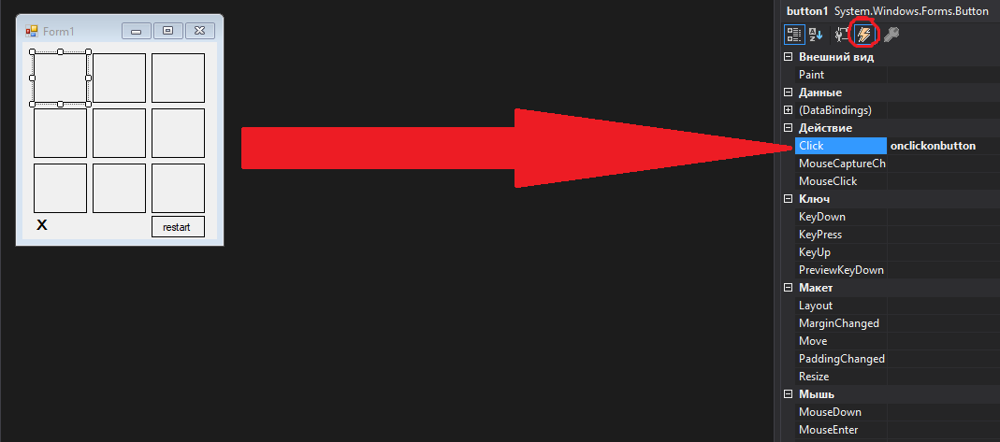 Form1
X
restart
button1 System.Windows.Forms.Button
Внешний вид
Paint
Данные
(DataBindings)
Действие
Click onclickonbutton
MouseCaptureCh
MouseClick
Ключ
KeyDown
KeyPress
KeyUp
PreviewKeyDown
Макет
Layout
MarginChanged
Move
PaddingChanged
Resize
Мышь
MouseDown
MouseEnter